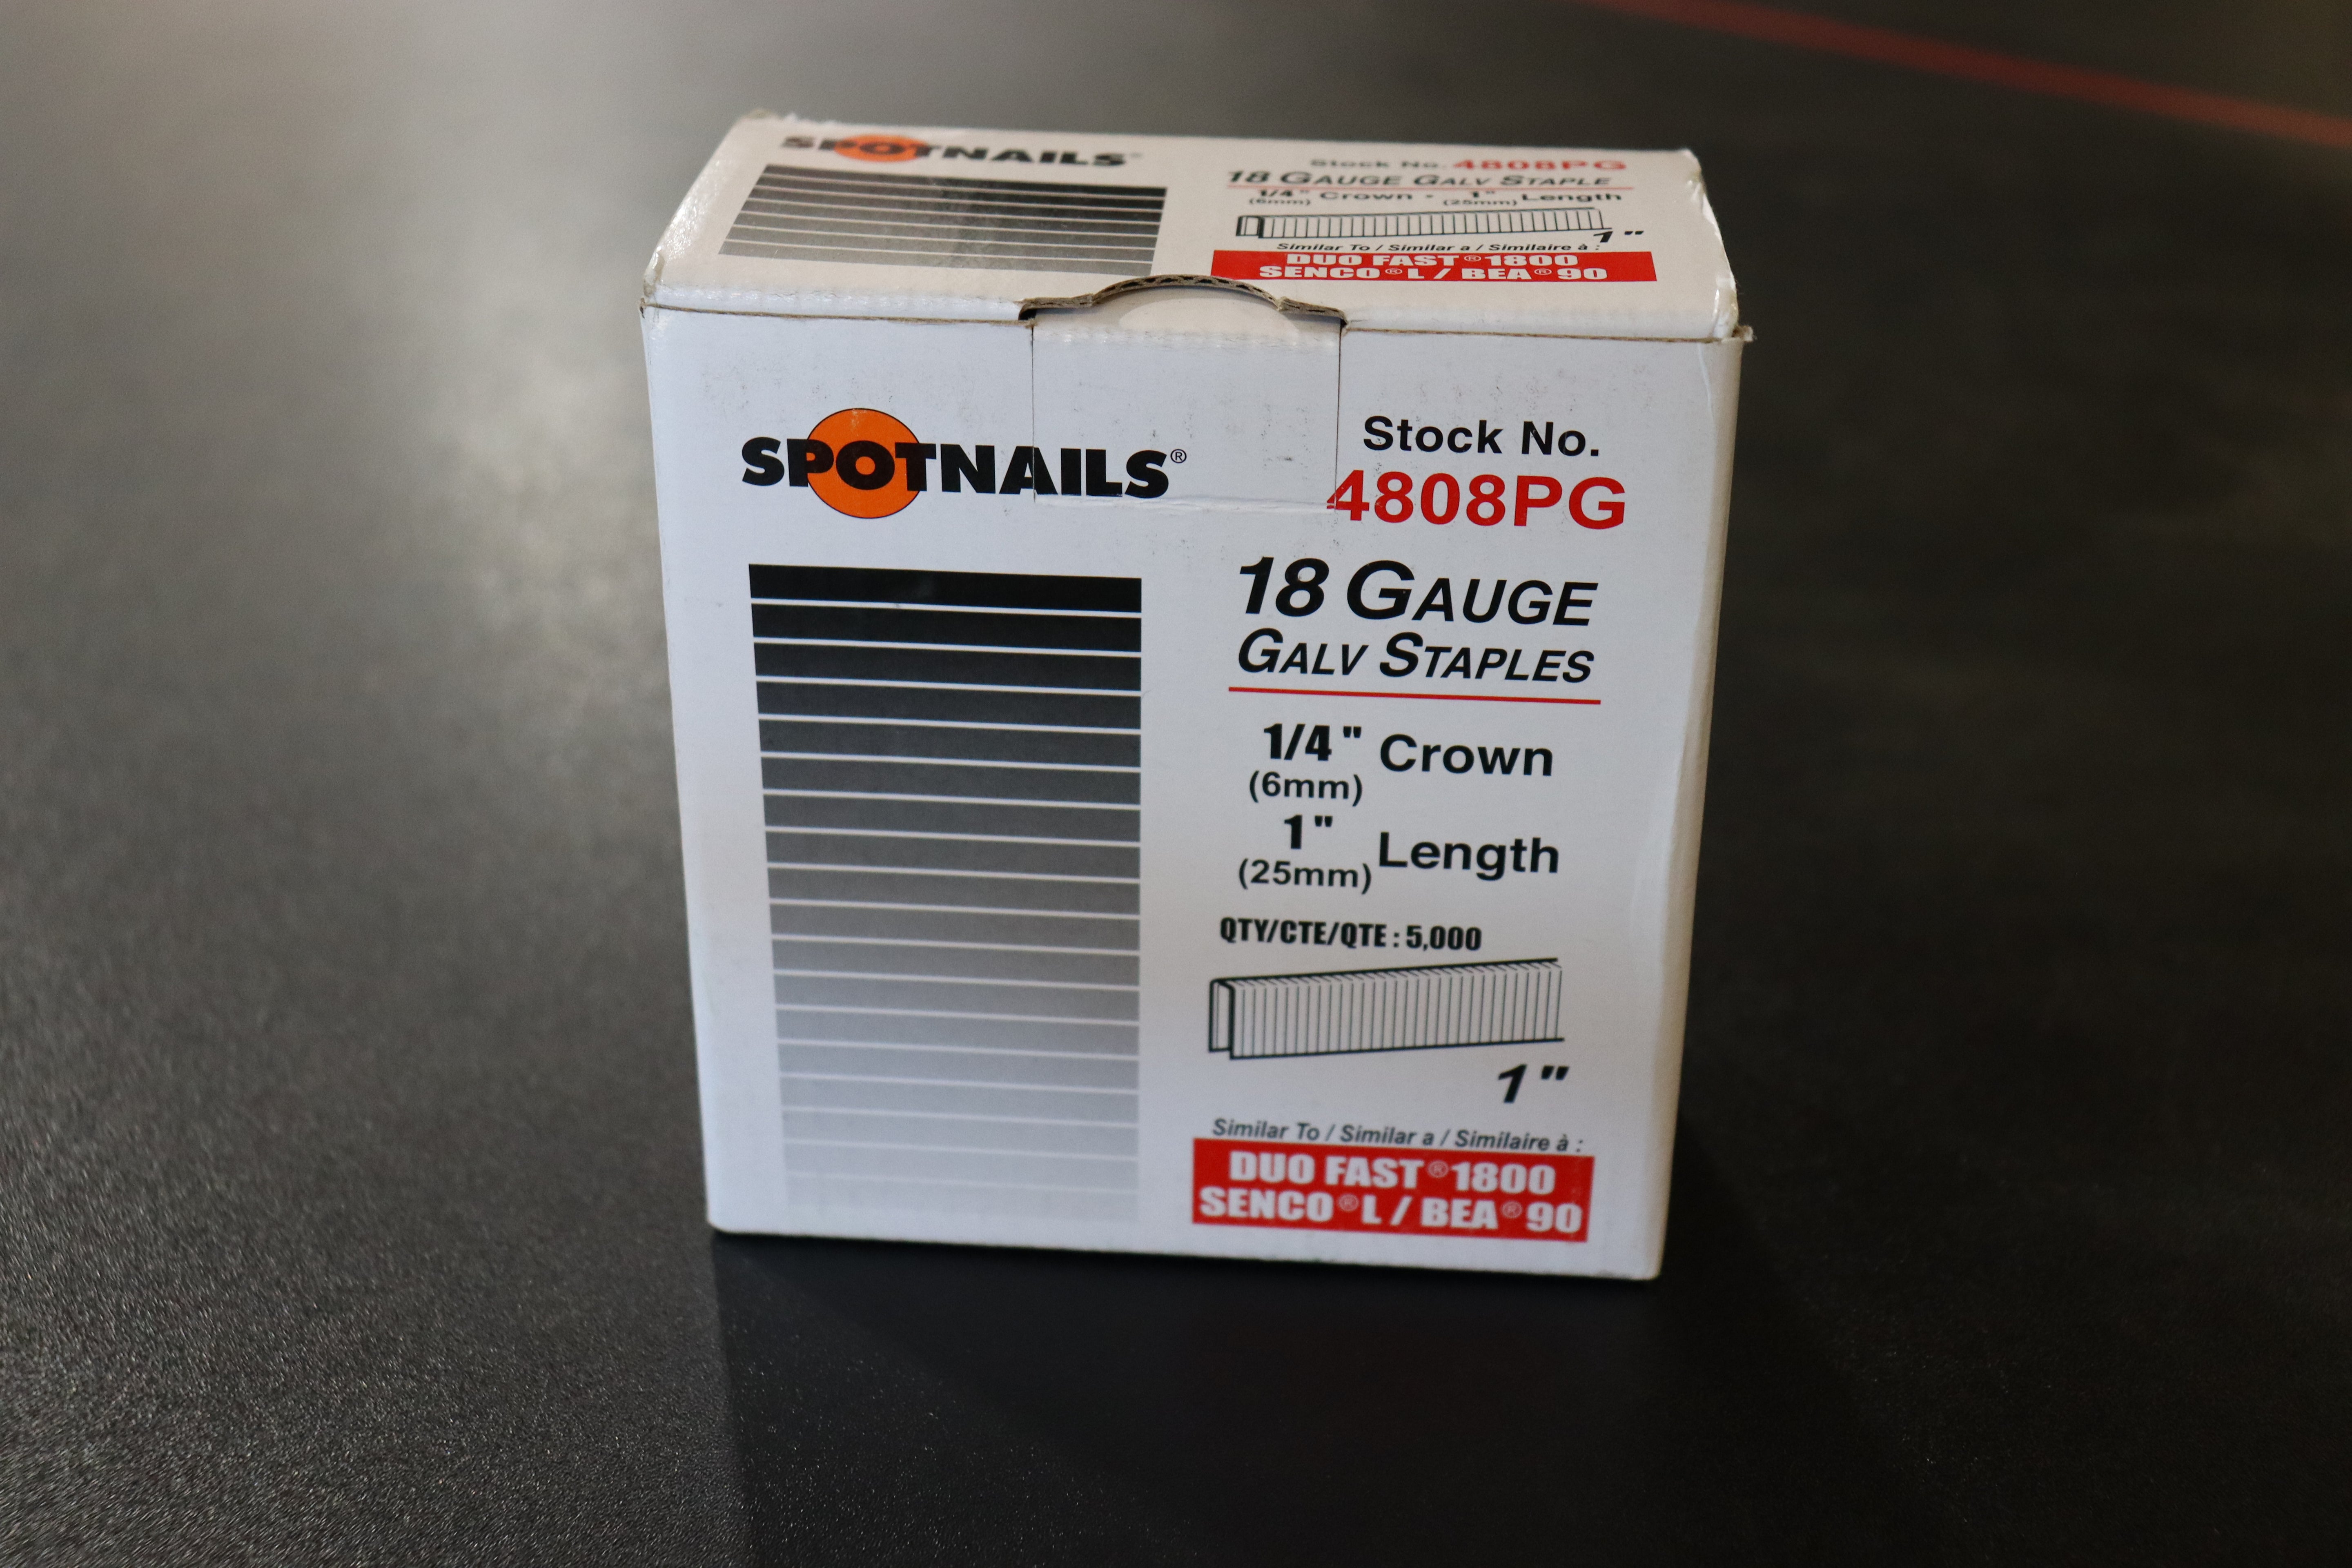 SPOTNAILS
Stock No. 4808PG
18 GAUGE GALV STAPLE
1/4" Crown - 1" Length
(6mm) (25mm)
1"
Similar To / Similar a / Similaire à :
DUO FAST® 1800
SENCO® L / BEA® 90
SPOTNAILS®
Stock No.
4808PG
18 GAUGE
GALV STAPLES
1/4" Crown
(6mm)
1" Length
(25mm)
QTY/CTE/QTE : 5,000
1"
Similar To / Similar a / Similaire à :
DUO FAST® 1800
SENCO® L / BEA® 90